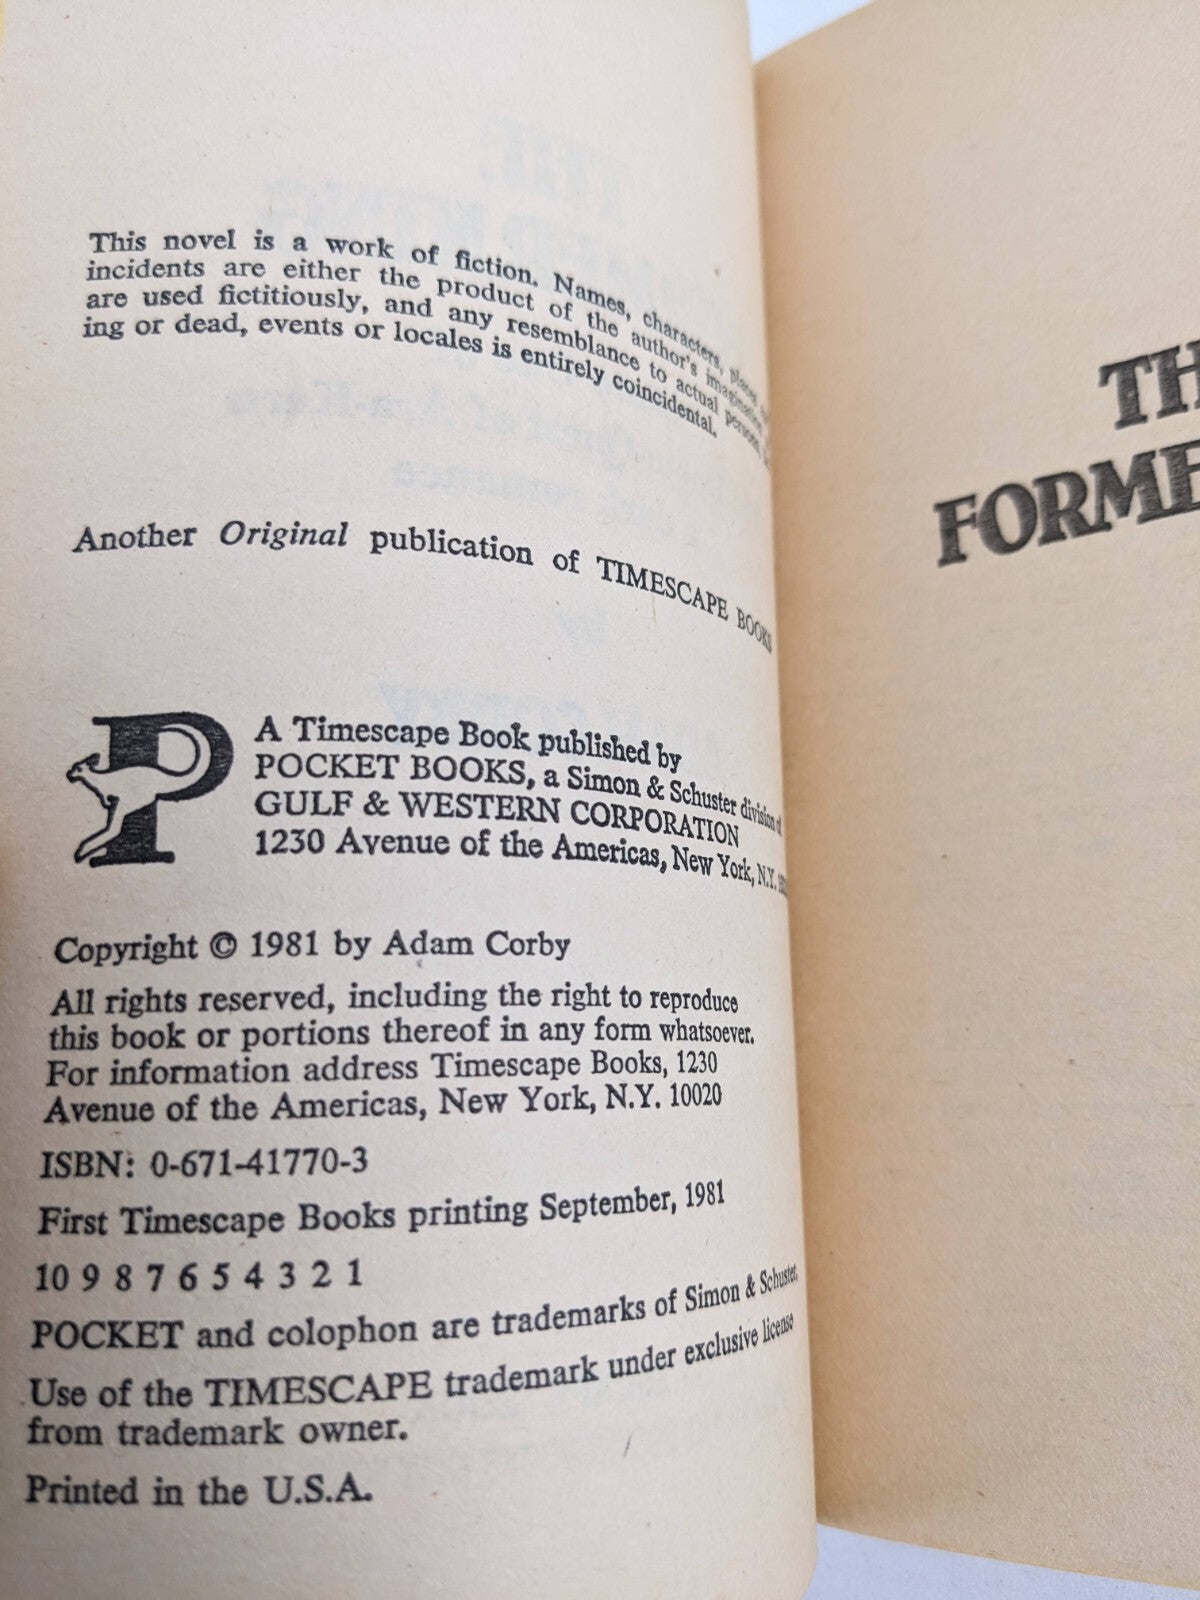 This novel is a work of fiction. Names, characters, places
incidents are either the product of the author's imagination
are used fictitiously, and any resemblance to actual persons
ing or dead, events or locales is entirely coincidental.
Another Original publication of TIMESCAPE BOOKS
P
A Timescape Book published by
POCKET BOOKS, a Simon & Schuster division of
GULF & WESTERN CORPORATION
1230 Avenue of the Americas, New York, N.Y.
Copyright © 1981 by Adam Corby
All rights reserved, including the right to reproduce
this book or portions thereof in any form whatsoever.
For information address Timescape Books, 1230
Avenue of the Americas, New York, N.Y. 10020
ISBN: 0-671-41770-3
First Timescape Books printing September, 1981
10 9 8 7 6 5 4 3 2 1
POCKET and colophon are trademarks of Simon & Schuster.
Use of the TIMESCAPE trademark under exclusive license
from trademark owner.
Printed in the U.S.A.
TH
FORME